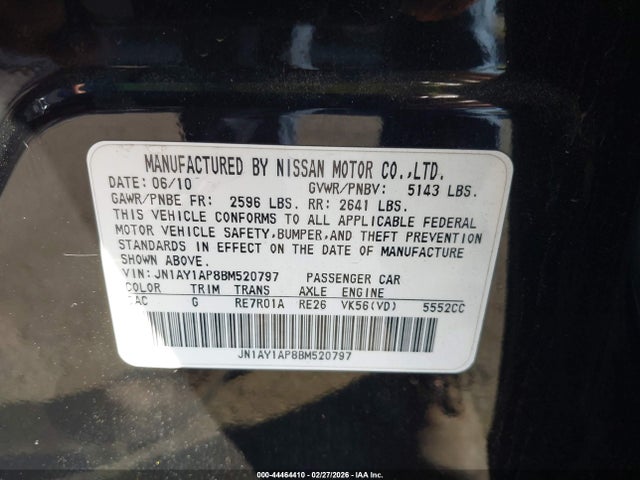 MANUFACTURED BY NISSAN MOTOR CO.,LTD.
DATE: 06/10 GVWR/PNBV: 5143 LBS.
GAWR/PNBE FR: 2596 LBS. RR: 2641 LBS.
THIS VEHICLE CONFORMS TO ALL APPLICABLE FEDERAL
MOTOR VEHICLE SAFETY,BUMPER,AND THEFT PREVENTION
STANDARDS IN EFFECT ON THE DATE OF MANUFACTURE
SHOWN ABOVE.
VIN: JN1AY1AP8BM520797 PASSENGER CAR
COLOR TRIM TRANS AXLE ENGINE
G RE7R01A RE26 VK56(VD) 5552CC
JN1AY1AP8BM520797
000-44464410 - 02/27/2026 - IAA Inc.